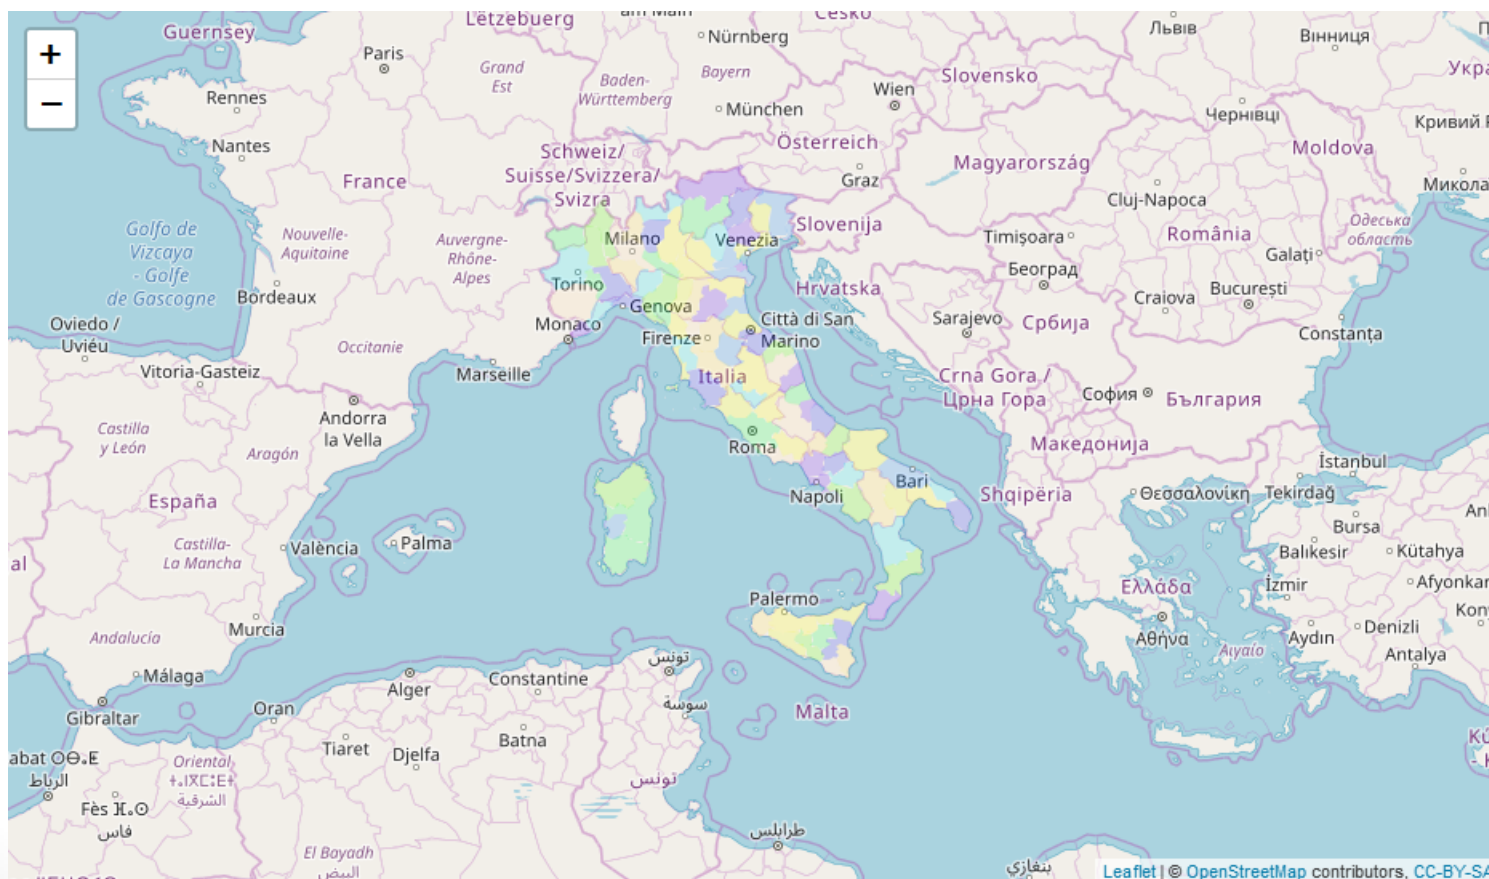 Guernsey
Lëtzebuerg
am Main
Česko
Львів
Вінниця
+
−
Paris
Nürnberg
Grand
Est
Baden-
Württemberg
Bayern
Slovensko
Rennes
München
Wien
Чернівці
Кривий
Nantes
Schweiz/
Suisse/Svizzera/
Svizra
Österreich
Magyarország
Moldova
France
Graz
Cluj-Napoca
Микола
Golfo de
Vizcaya
- Golfe
de Gascogne
Nouvelle-
Aquitaine
Auvergne-
Rhône-
Alpes
Milano
Venezia
Slovenija
Timișoara
România
Одеська
область
Galați
Torino
Београд
Bordeaux
Genova
Hrvatska
Craiova
București
Oviedo /
Uviéu
Monaco
Firenze
Città di San
Marino
Sarajevo
Србија
Constanța
Occitanie
Vitoria-Gasteiz
Marseille
Italia
Crna Gora /
Црна Гора
София
България
Andorra
la Vella
Castilla
y León
Aragón
Roma
Македонија
İstanbul
España
Napoli
Bari
Shqipëria
Θεσσαλονίκη
Tekirdağ
Bursa
València
Palma
Castilla-
La Mancha
Balıkesir
Kütahya
al
Ελλάδα
İzmir
Afyonkar
Palermo
Murcia
Andalucía
Αθήνα
Aydın
Denizli
Αιγαίο
Antalya
تونس
Málaga
Alger
Constantine
سوسة
Gibraltar
Oran
Malta
Tiaret
Djelfa
Batna
Oriental
ⵜⴰⵏⴳⵎⵓⴹⵜ
الشرقية
تونس
الرباط
Fès ⴼⴰⵙ
فاس
El Bayadh
البيض
طرابلس
بنغازي
Leaflet | © OpenStreetMap contributors, CC-BY-SA